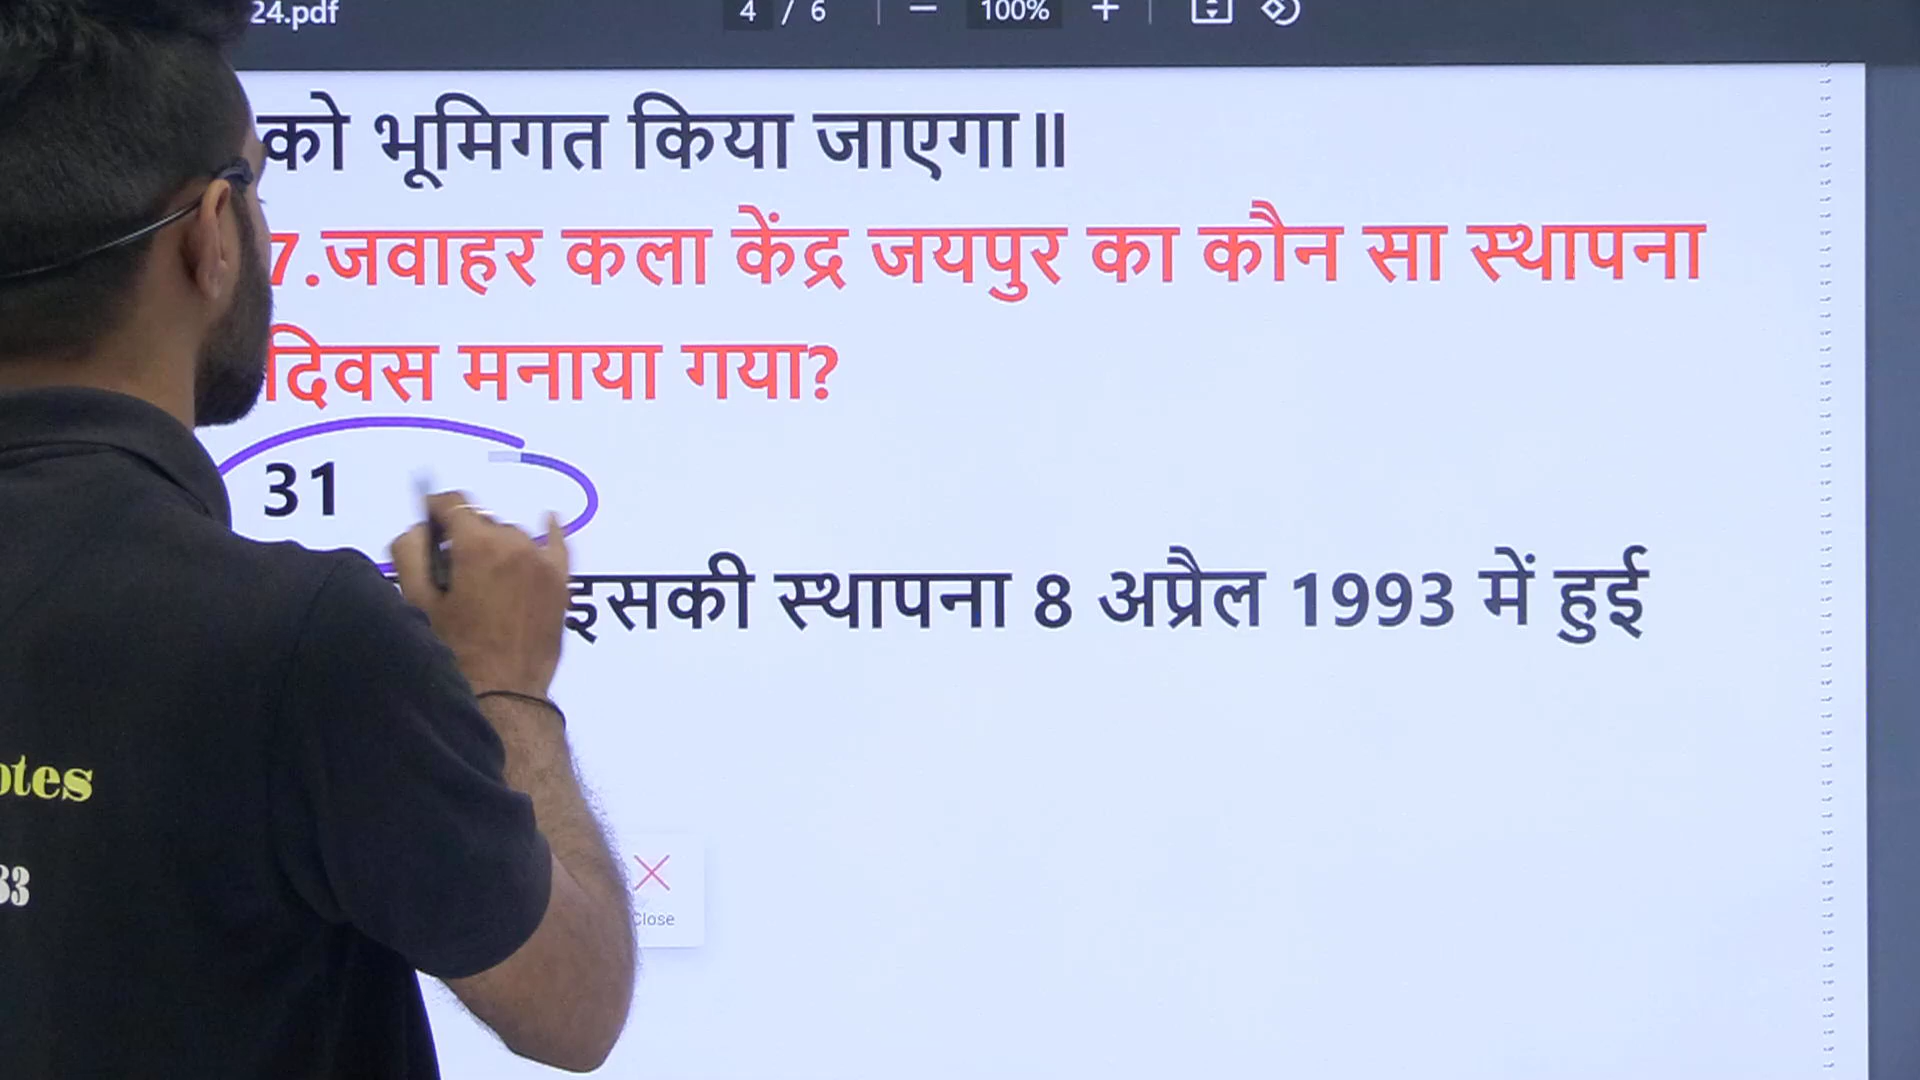 24.pdf
4 / 6
100%
को भूमिगत किया जाएगा॥
7.जवाहर कला केंद्र जयपुर का कौन सा स्थापना
दिवस मनाया गया?
31
इसकी स्थापना 8 अप्रैल 1993 में हुई
Close
33